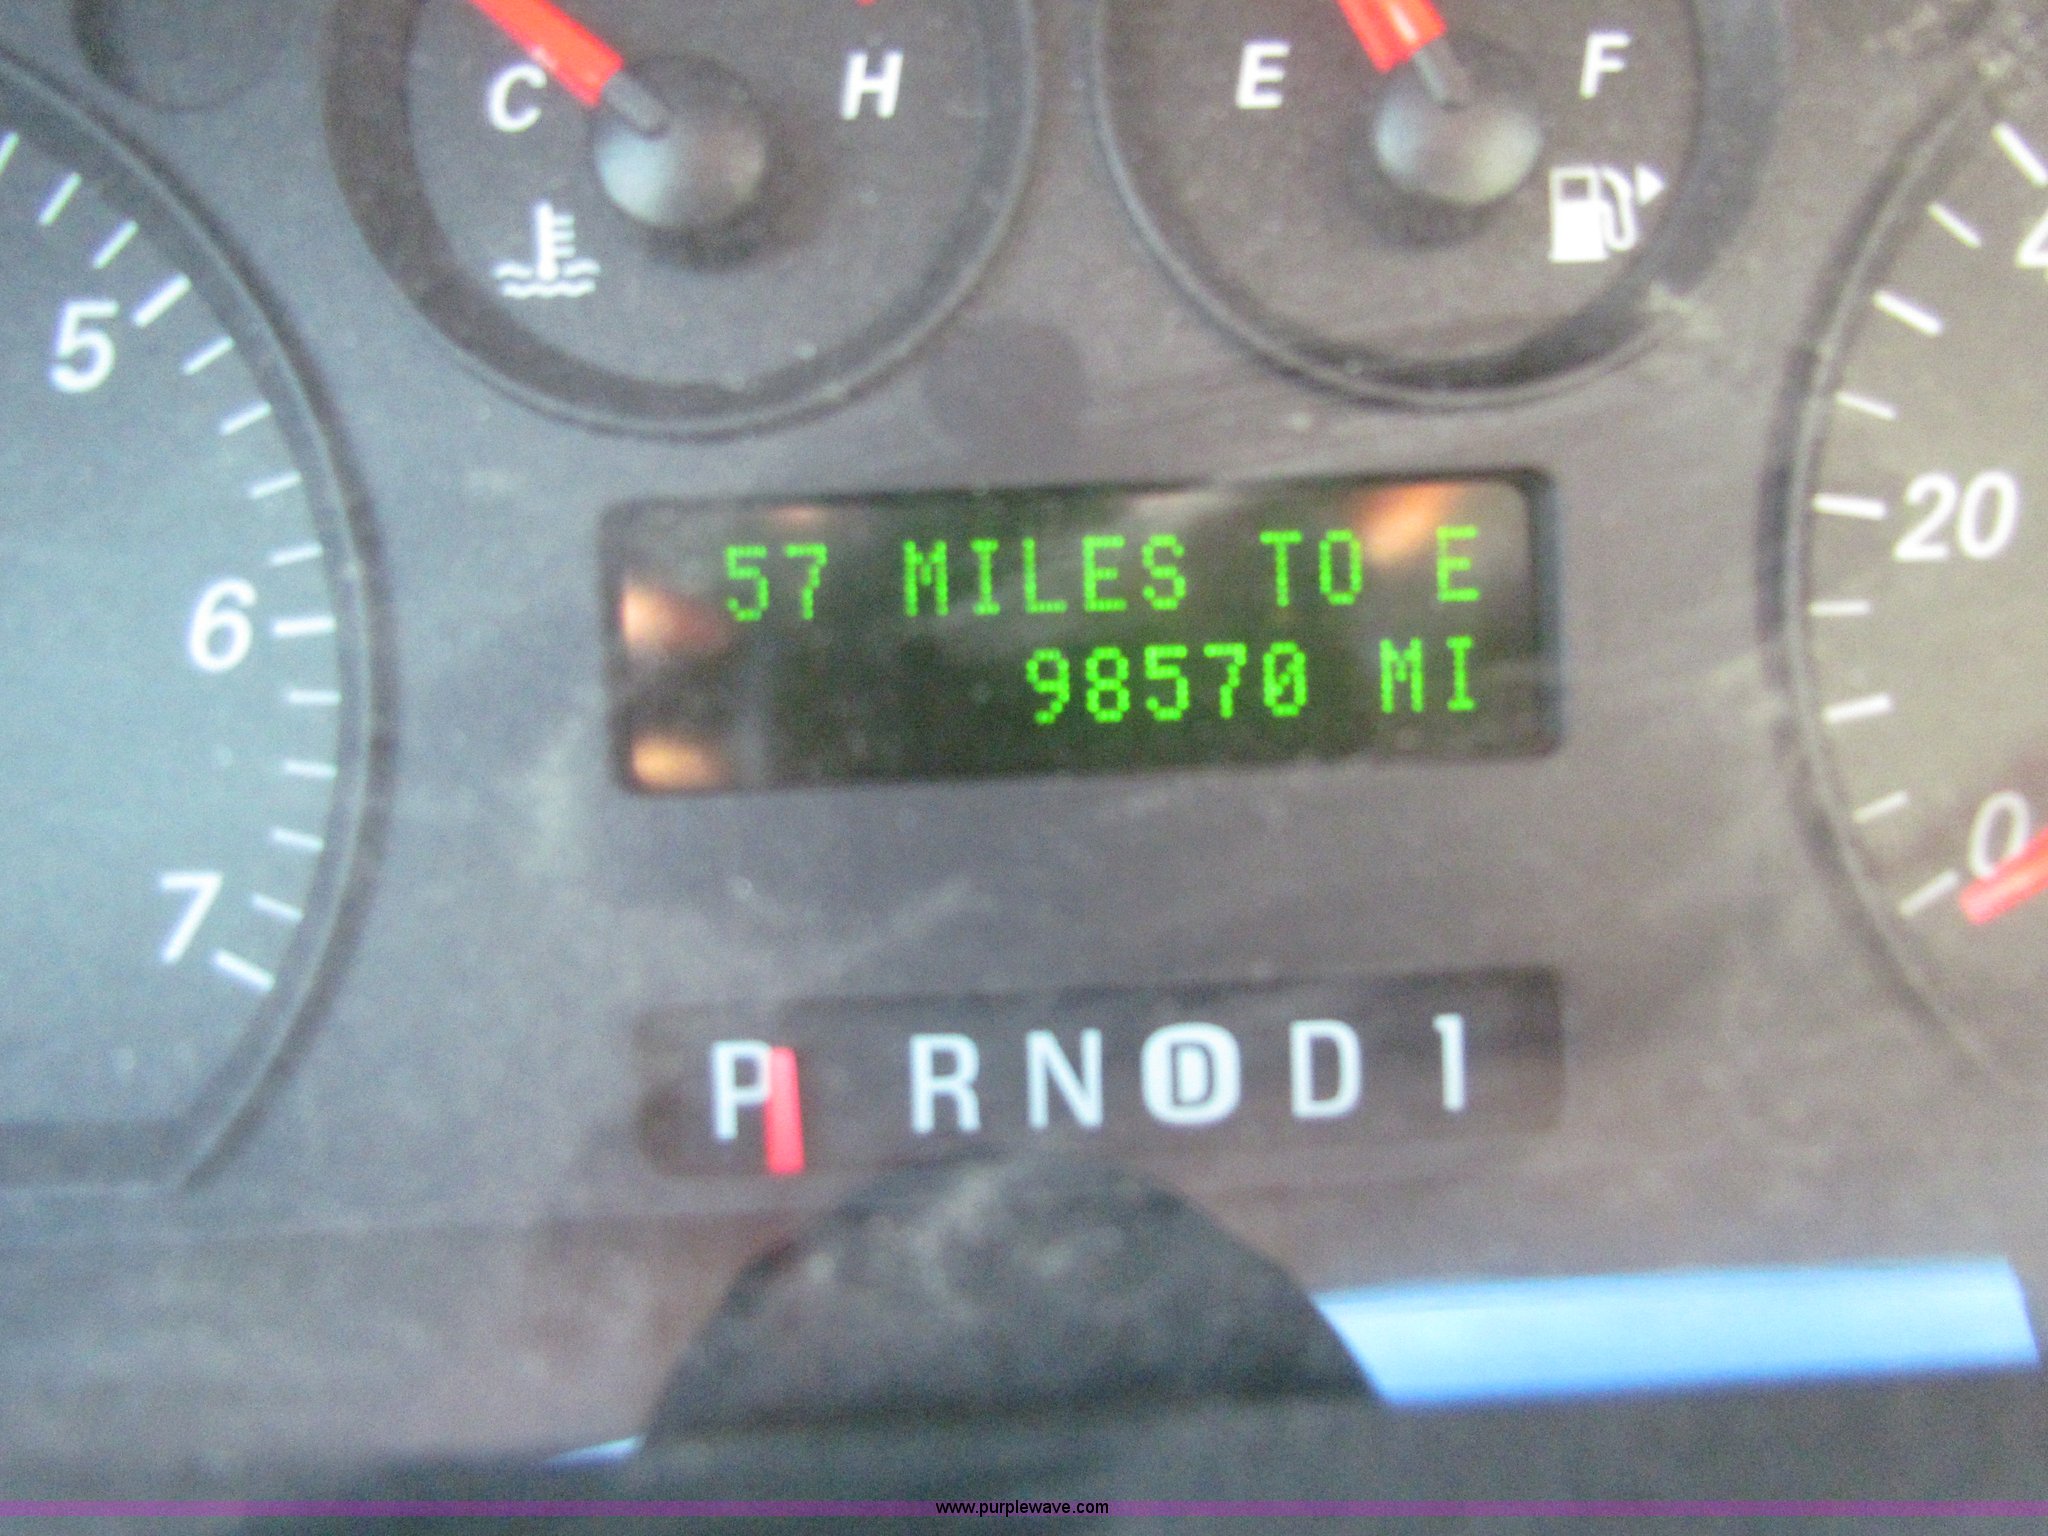 C H
E F
5
6
7
20
0
57 MILES TO E
98570 MI
P R N D D 1
www.purplewave.com